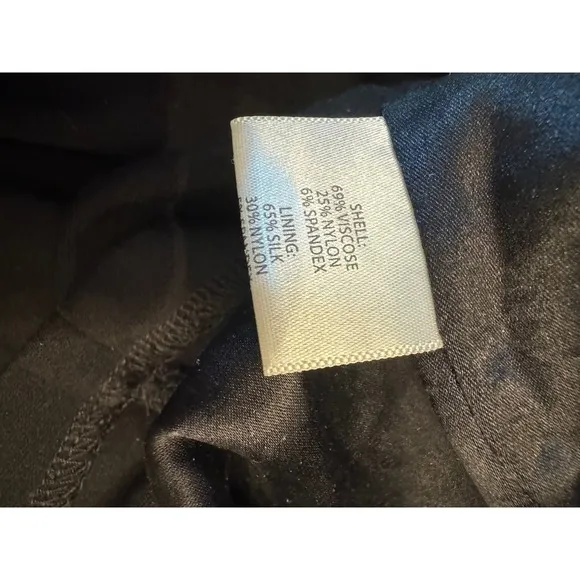 SHELL:
69% VISCOSE
25% NYLON
6% SPANDEX
LINING:
65% SILK
30% NYLON